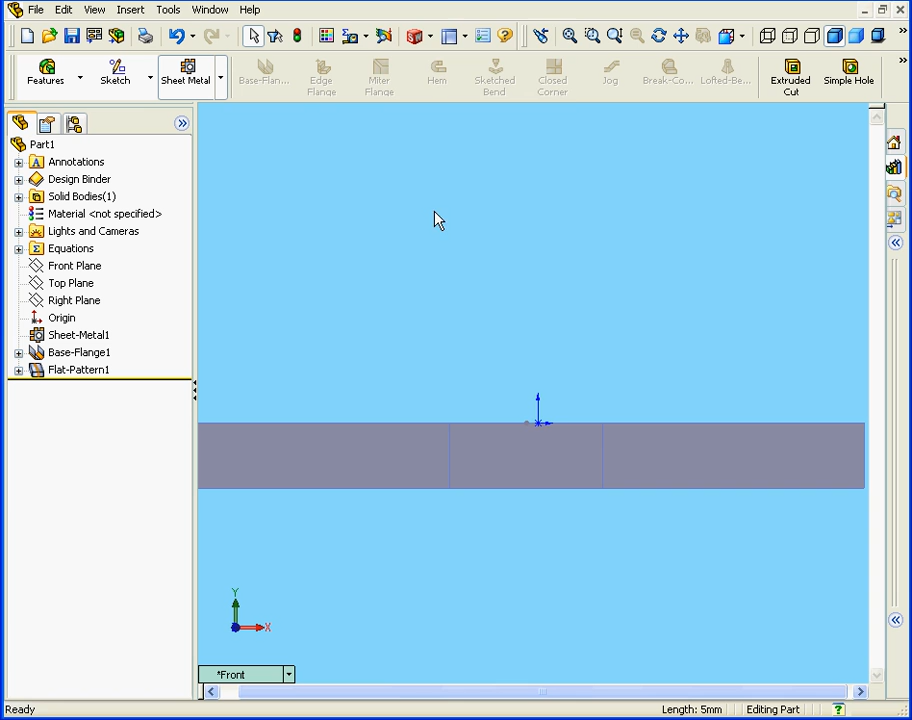 File Edit View Insert Tools Window Help
Features Sketch Sheet Metal Base-Flan... Edge Flange Miter Flange Hem Sketched Bend Closed Corner Jog Break-Co... Lofted-Be... Extruded Cut Simple Hole
Part1
Annotations
Design Binder
Solid Bodies(1)
Material <not specified>
Lights and Cameras
Equations
Front Plane
Top Plane
Right Plane
Origin
Sheet-Metal1
Base-Flange1
Flat-Pattern1
Y
X
*Front
Ready Length: 5mm Editing Part